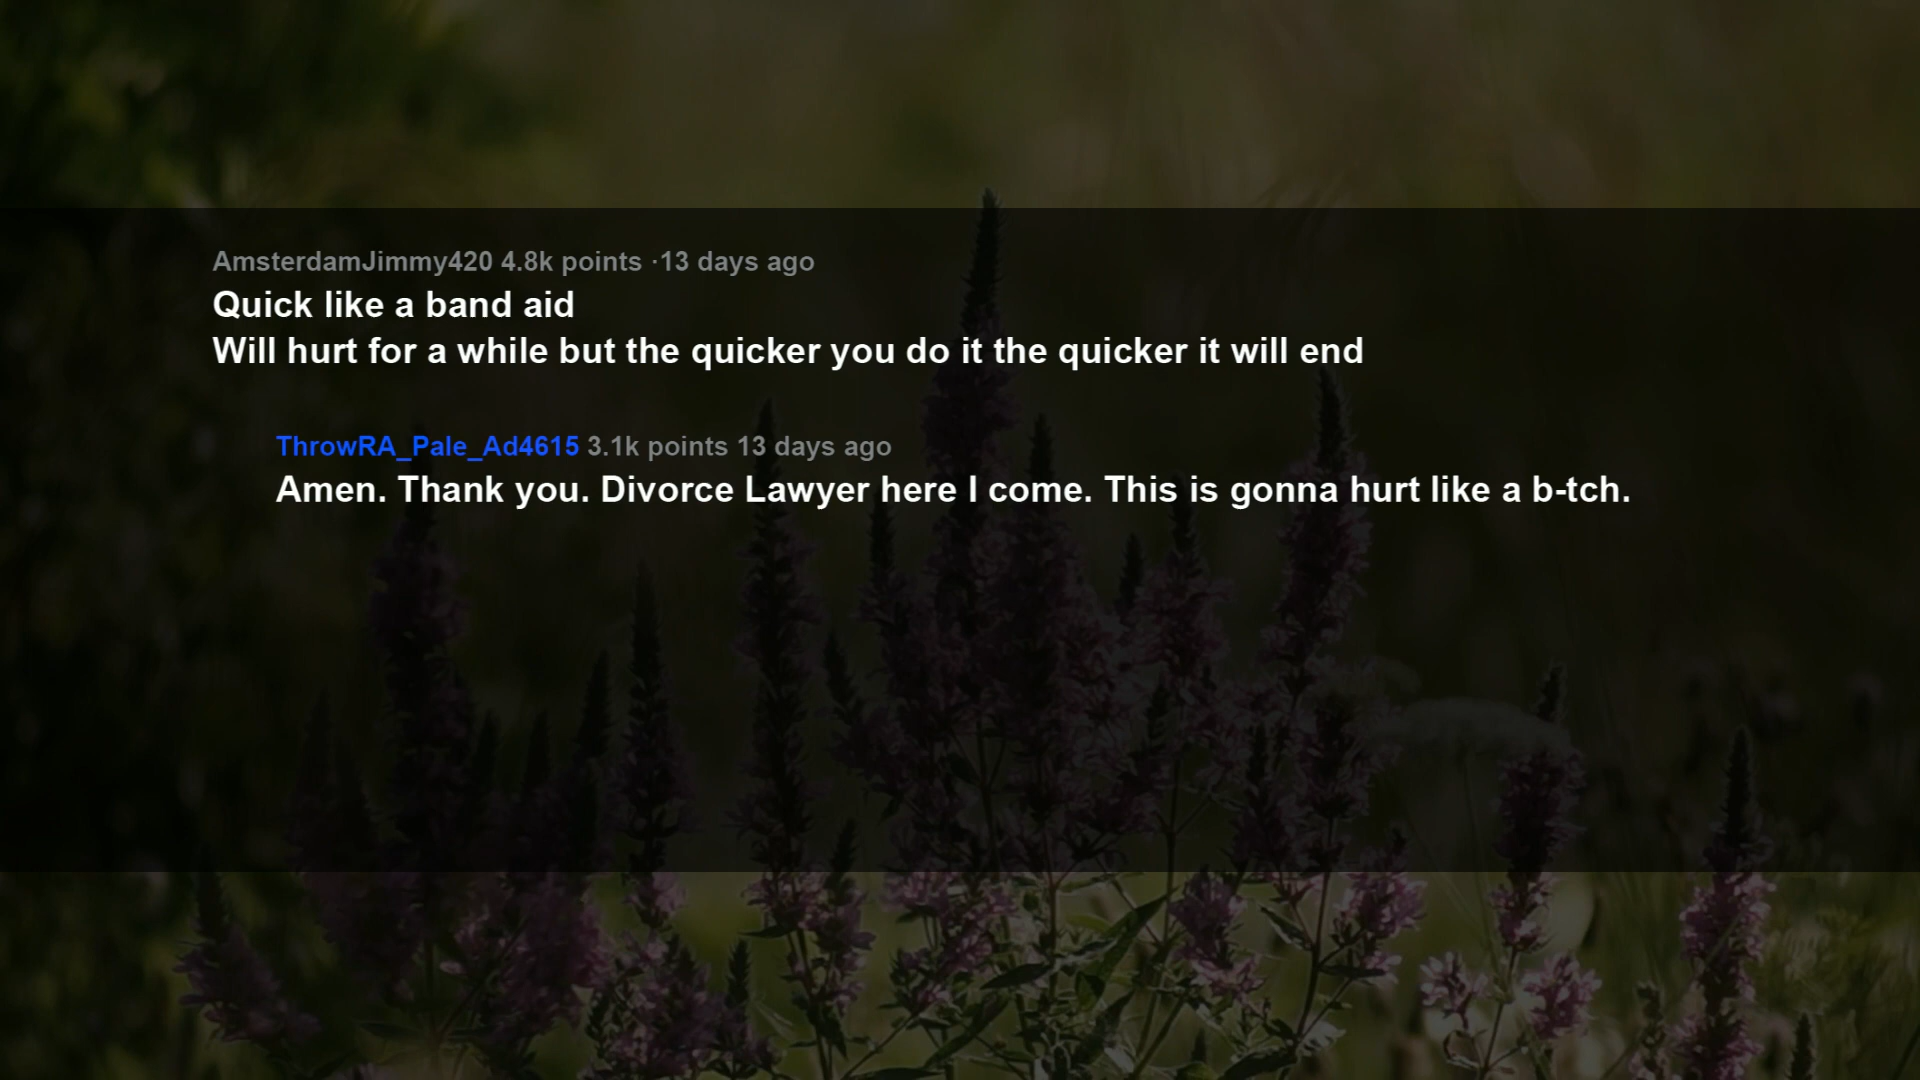 AmsterdamJimmy420 4.8k points ·13 days ago
Quick like a band aid
Will hurt for a while but the quicker you do it the quicker it will end
ThrowRA_Pale_Ad4615 3.1k points 13 days ago
Amen. Thank you. Divorce Lawyer here I come. This is gonna hurt like a b-tch.